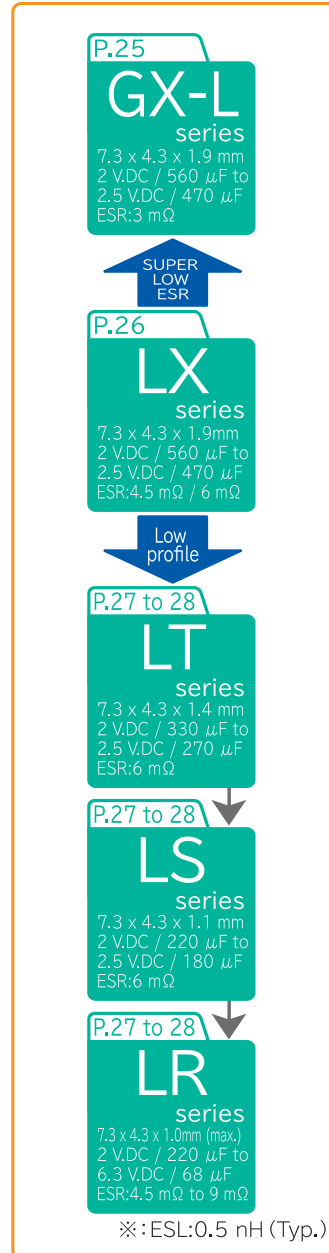 P.25
GX-L
series
7.3 x 4.3 x 1.9 mm
2 V.DC / 560 μF to
2.5 V.DC / 470 μF
ESR:3 mΩ
SUPER
LOW
ESR
P.26
LX
series
7.3 x 4.3 x 1.9mm
2 V.DC / 560 μF to
2.5 V.DC / 470 μF
ESR:4.5 mΩ / 6 mΩ
Low
profile
P.27 to 28
LT
series
7.3 x 4.3 x 1.4 mm
2 V.DC / 330 μF to
2.5 V.DC / 270 μF
ESR:6 mΩ
P.27 to 28
LS
series
7.3 x 4.3 x 1.1 mm
2 V.DC / 220 μF to
2.5 V.DC / 180 μF
ESR:6 mΩ
P.27 to 28
LR
series
7.3 x 4.3 x 1.0mm (max.)
2 V.DC / 220 μF to
6.3 V.DC / 68 μF
ESR:4.5 mΩ to 9 mΩ
※:ESL:0.5 nH (Typ.)